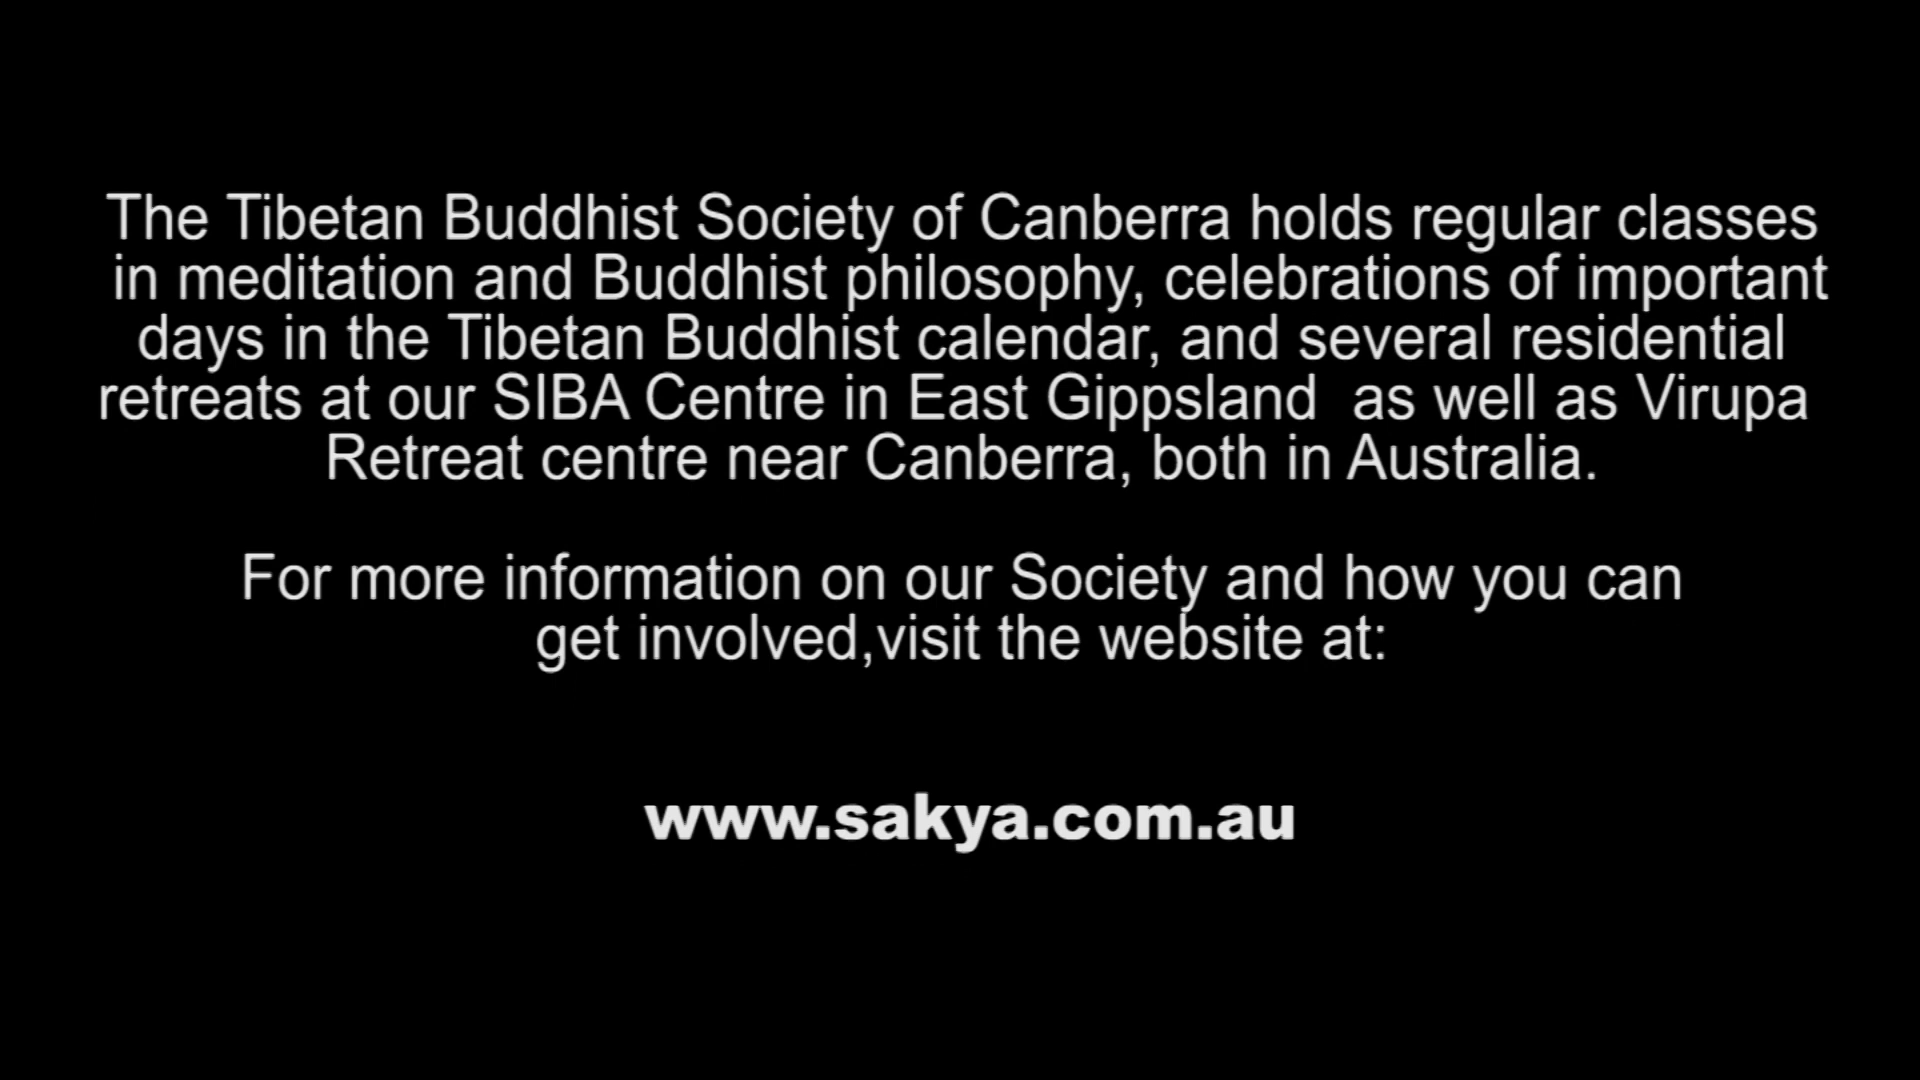 The Tibetan Buddhist Society of Canberra holds regular classes
in meditation and Buddhist philosophy, celebrations of important
days in the Tibetan Buddhist calendar, and several residential
retreats at our SIBA Centre in East Gippsland  as well as Virupa
Retreat centre near Canberra, both in Australia.
For more information on our Society and how you can
get involved,visit the website at:
www.sakya.com.au